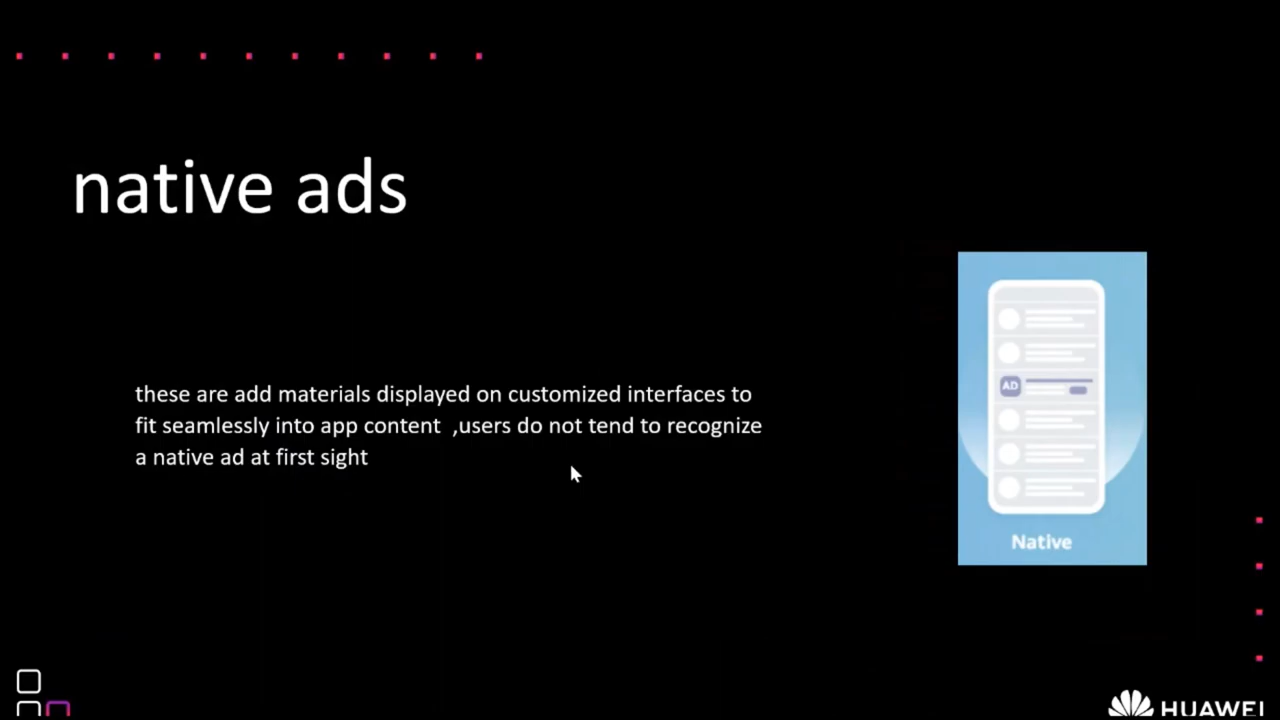 native ads
these are add materials displayed on customized interfaces to
fit seamlessly into app content  ,users do not tend to recognize
a native ad at first sight
AD
Native
HUAWEI